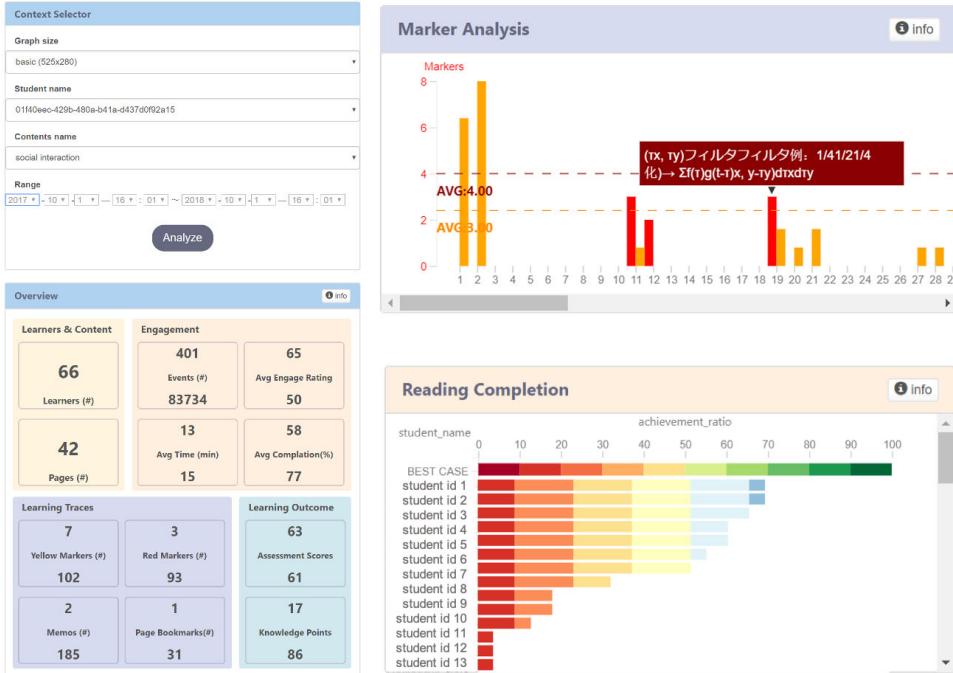 Context Selector
Graph size
basic (525x280)
Student name
01f40eec-429b-480a-b41a-d437d0f92a15
Contents name
social interaction
Range
2017 - 10 - 1 — 16 : 01 ~ 2018 - 10 - 1 — 16 : 01
Analyze
Overview
info
Learners & Content
Engagement
66
Learners (#)
401
Events (#)
83734
65
Avg Engage Rating
50
42
Pages (#)
13
Avg Time (min)
15
58
Avg Complation(%)
77
Learning Traces
Learning Outcome
7
Yellow Markers (#)
102
3
Red Markers (#)
93
63
Assessment Scores
61
2
Memos (#)
185
1
Page Bookmarks(#)
31
17
Knowledge Points
86
Marker Analysis
info
Markers
8
6
4
2
0
(τx, τy)フィルタフィルタ例：1/41/21/4
化)→ Σf(τ)g(t-τ)x, y-τy)dτxdτy
AVG:4.00
AVG:3.00
1 2 3 4 5 6 7 8 9 10 11 12 13 14 15 16 17 18 19 20 21 22 23 24 25 26 27 28 2
Reading Completion
info
achievement_ratio
student_name
0 10 20 30 40 50 60 70 80 90 100
BEST CASE
student id 1
student id 2
student id 3
student id 4
student id 5
student id 6
student id 7
student id 8
student id 9
student id 10
student id 11
student id 12
student id 13